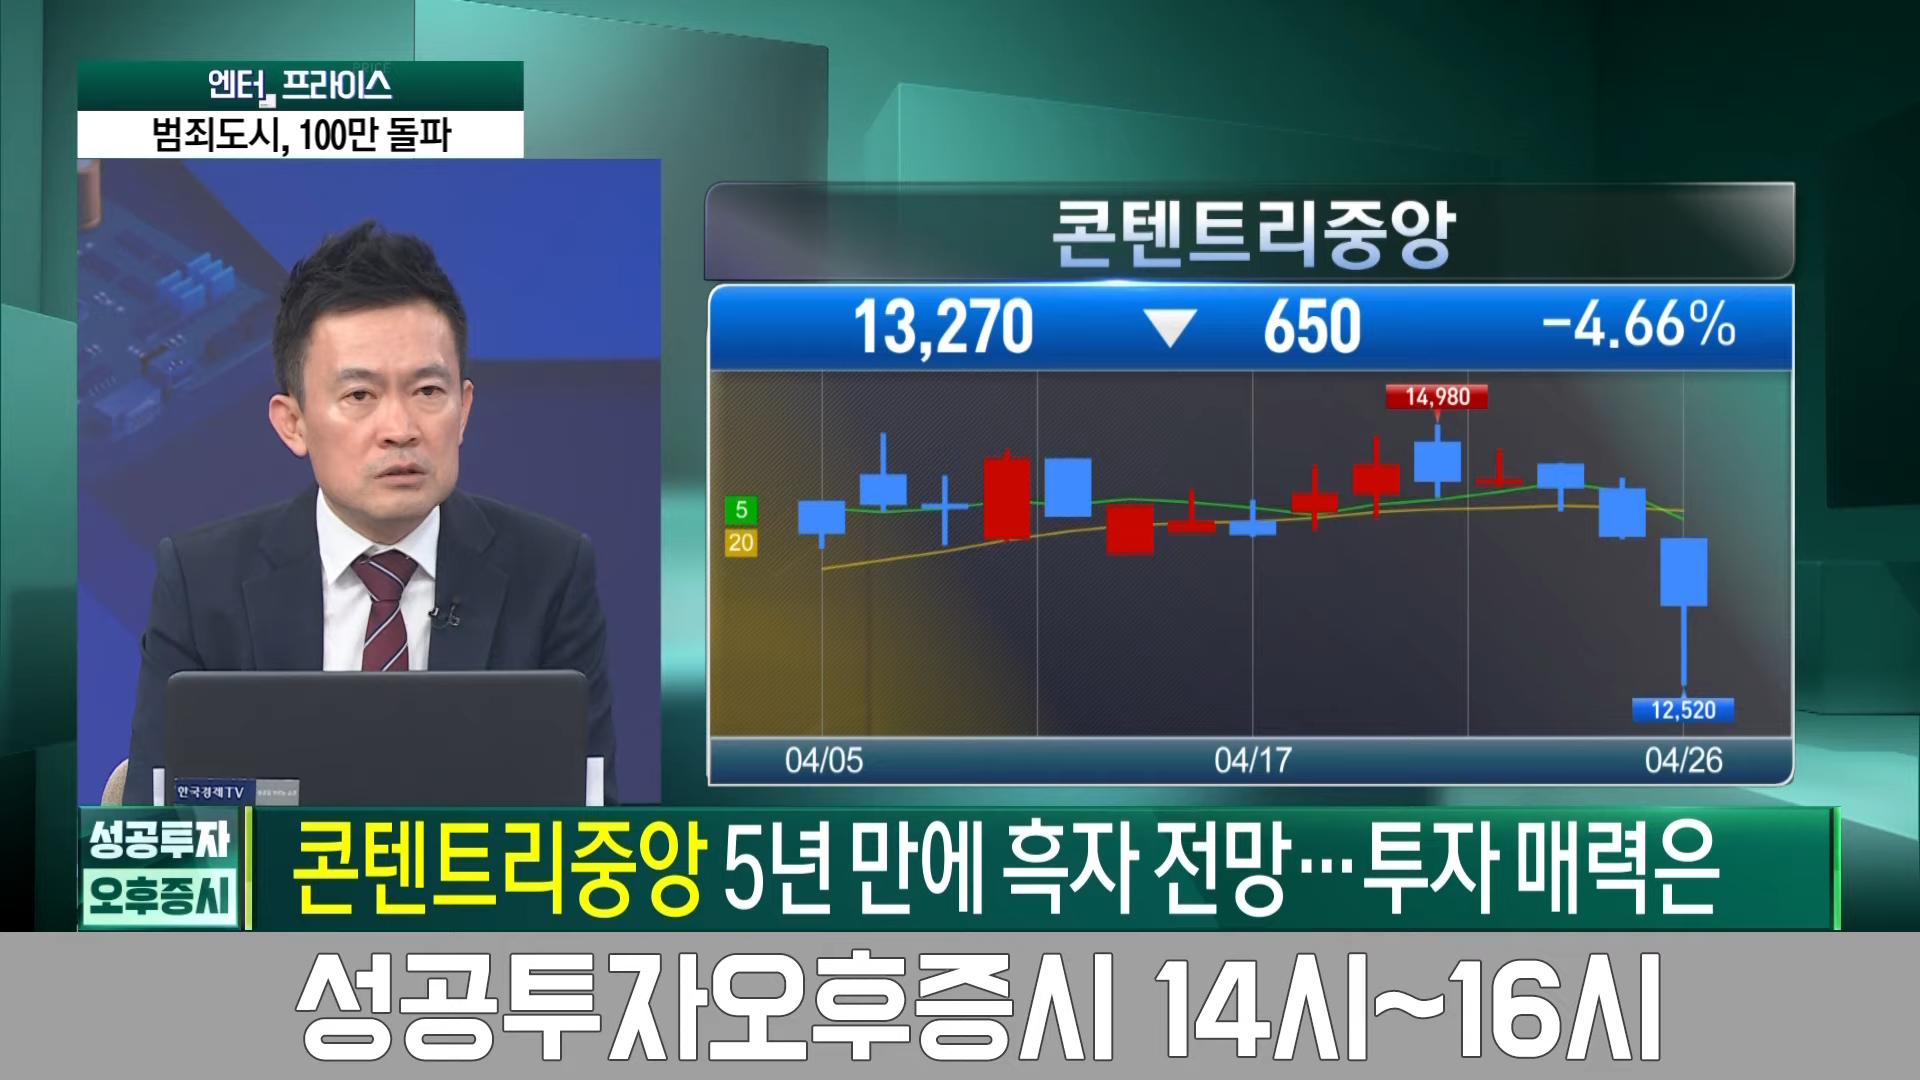 PRICE
엔터 프라이스
범죄도시, 100만 돌파
콘텐트리중앙
13,270 ▼ 650 -4.66%
14,980
5
20
12,520
04/05 04/17 04/26
한국경제TV
성공투자
오후증시
콘텐트리중앙 5년 만에 흑자 전망…투자 매력은
성공투자오후증시 14시~16시